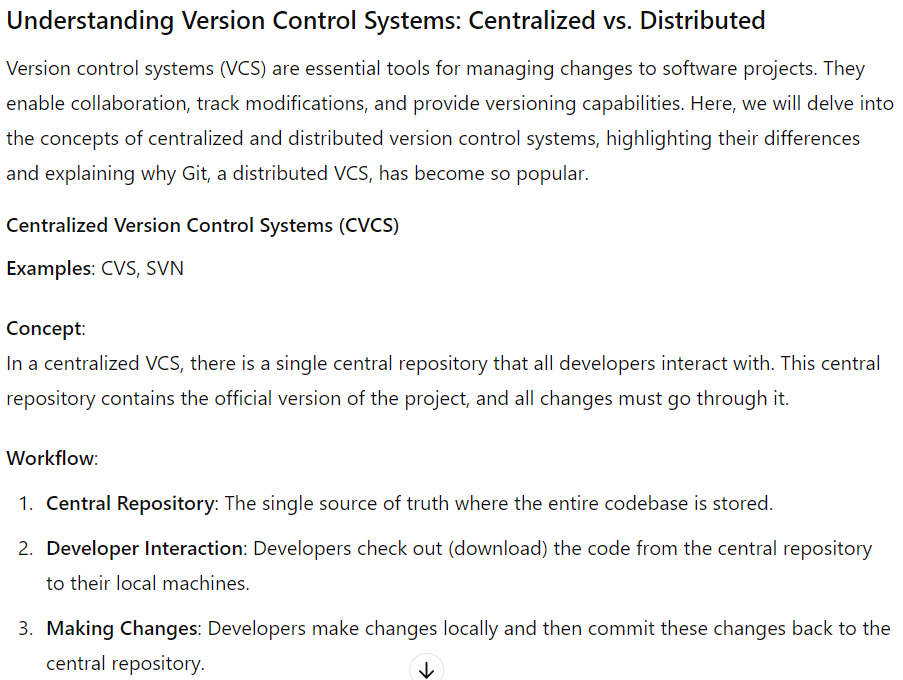 Understanding Version Control Systems: Centralized vs. Distributed
Version control systems (VCS) are essential tools for managing changes to software projects. They
enable collaboration, track modifications, and provide versioning capabilities. Here, we will delve into
the concepts of centralized and distributed version control systems, highlighting their differences
and explaining why Git, a distributed VCS, has become so popular.
Centralized Version Control Systems (CVCS)
Examples: CVS, SVN
Concept:
In a centralized VCS, there is a single central repository that all developers interact with. This central
repository contains the official version of the project, and all changes must go through it.
Workflow:
1. Central Repository: The single source of truth where the entire codebase is stored.
2. Developer Interaction: Developers check out (download) the code from the central repository
to their local machines.
3. Making Changes: Developers make changes locally and then commit these changes back to the
central repository.